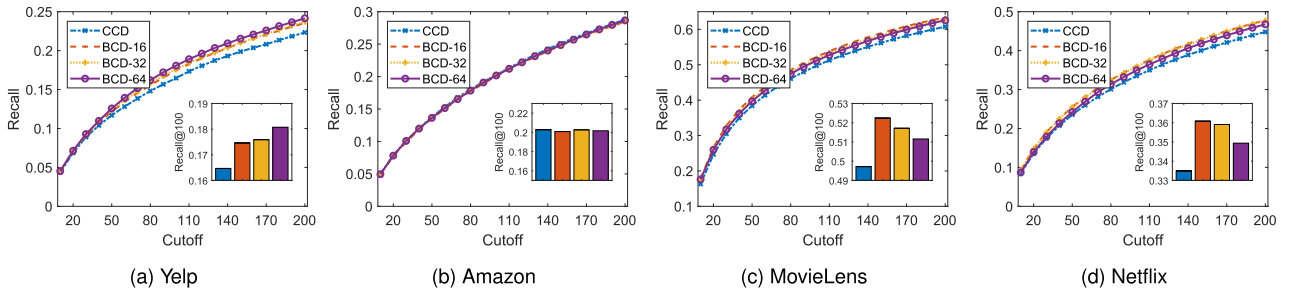 0.25
0.2
0.15
0.1
0.05
0
Recall
CCD
BCD-16
BCD-32
BCD-64
0.19
0.18
0.17
0.16
Recall@100
20 50 80 110 140 170 200
Cutoff
(a) Yelp
0.3
0.25
0.2
0.15
0.1
0.05
0
Recall
CCD
BCD-16
BCD-32
BCD-64
0.22
0.2
0.18
0.16
Recall@100
20 50 80 110 140 170 200
Cutoff
(b) Amazon
0.7
0.6
0.5
0.4
0.3
0.2
0.1
Recall
CCD
BCD-16
BCD-32
BCD-64
0.53
0.52
0.51
0.5
0.49
Recall@100
20 50 80 110 140 170 200
Cutoff
(c) MovieLens
0.5
0.4
0.3
0.2
0.1
0
Recall
CCD
BCD-16
BCD-32
BCD-64
0.37
0.36
0.35
0.34
0.33
Recall@100
20 50 80 110 140 170 200
Cutoff
(d) Netflix